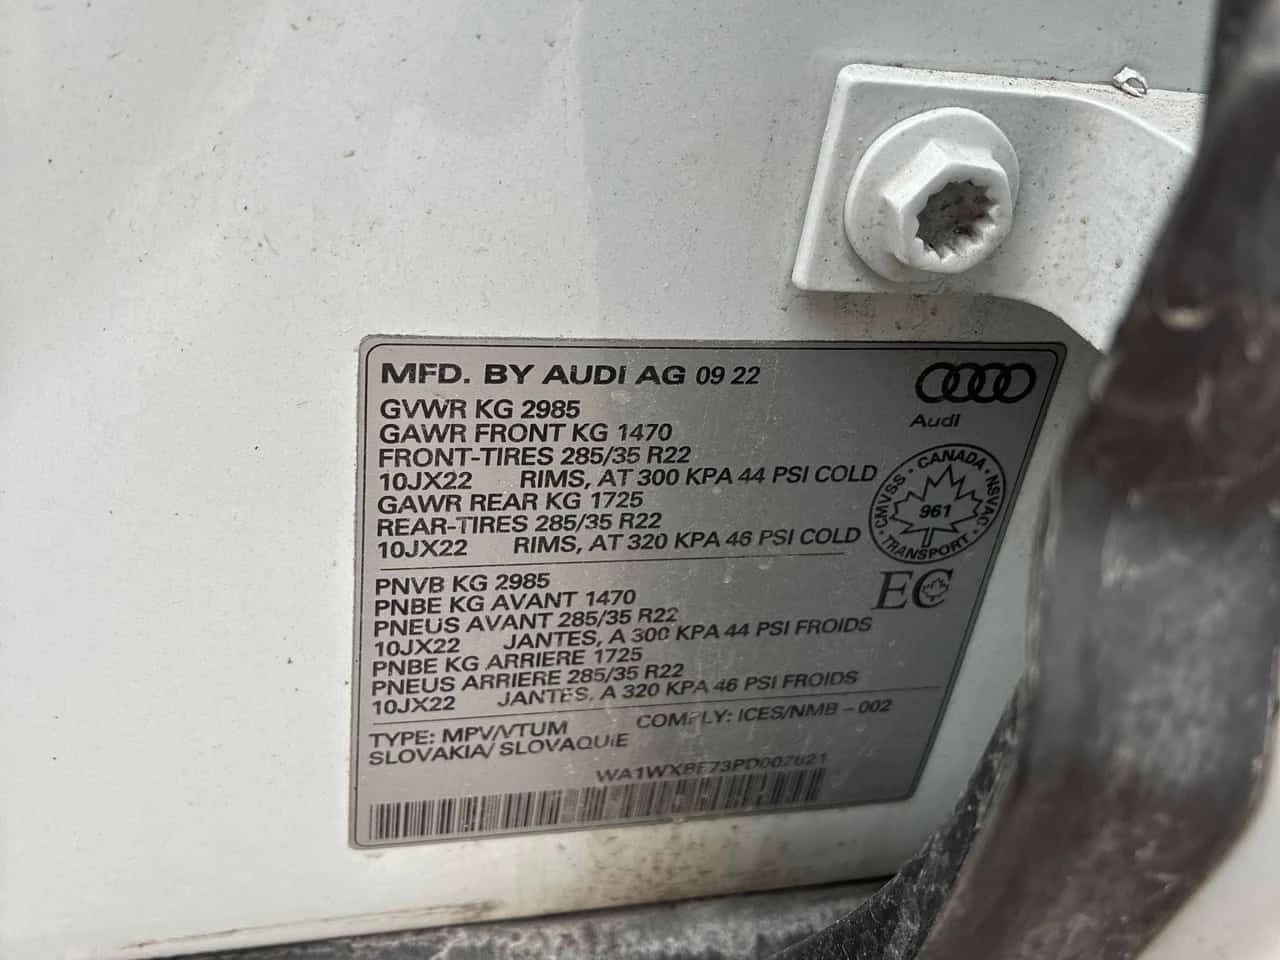 MFD. BY AUDI AG 09 22
Audi
GVWR KG 2985
GAWR FRONT KG 1470
FRONT-TIRES 285/35 R22
10JX22 RIMS, AT 300 KPA 44 PSI COLD
GAWR REAR KG 1725
REAR-TIRES 285/35 R22
10JX22 RIMS, AT 320 KPA 46 PSI COLD
CANADA
CMVSS
NSVAC
961
TRANSPORT
EC
PNVB KG 2985
PNBE KG AVANT 1470
PNEUS AVANT 285/35 R22
10JX22 JANTES, A 300 KPA 44 PSI FROIDS
PNBE KG ARRIERE 1725
PNEUS ARRIERE 285/35 R22
10JX22 JANTES, A 320 KPA 46 PSI FROIDS
TYPE: MPV/VTUM COMPLY: ICES/NMB - 002
SLOVAKIA/ SLOVAQUIE